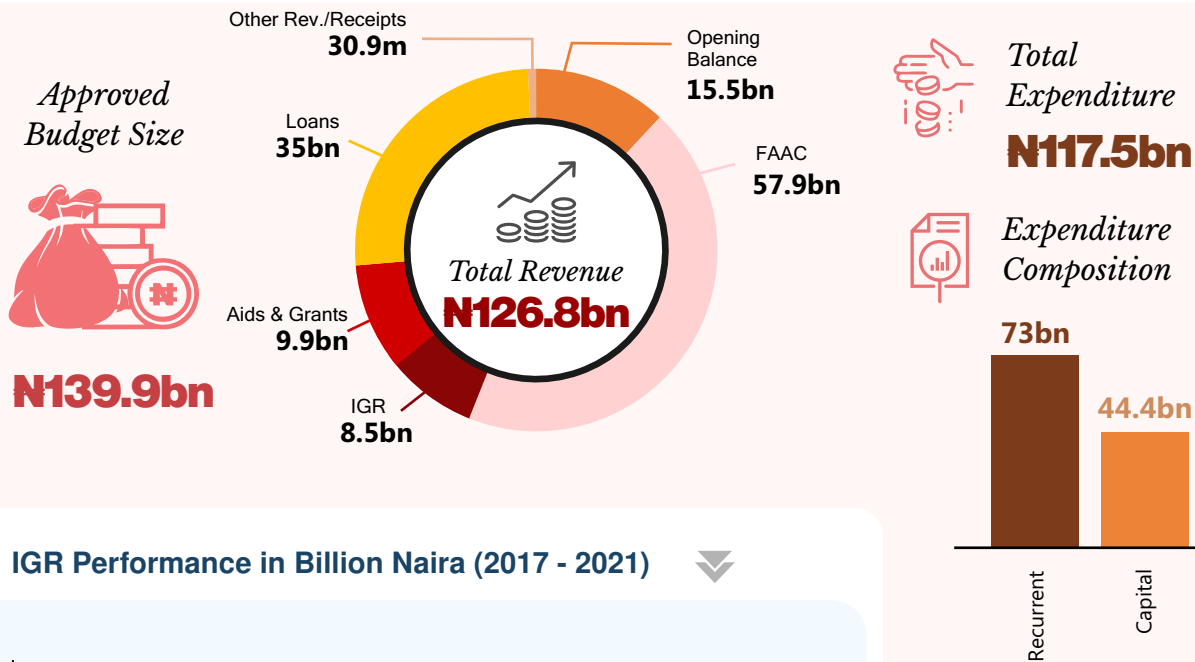 Approved
Budget Size
₦139.9bn
Other Rev./Receipts
30.9m
Opening
Balance
15.5bn
Loans
35bn
FAAC
57.9bn
Total Revenue
₦126.8bn
Aids & Grants
9.9bn
IGR
8.5bn
Total
Expenditure
₦117.5bn
Expenditure
Composition
73bn
44.4bn
Recurrent
Capital
IGR Performance in Billion Naira (2017 - 2021)